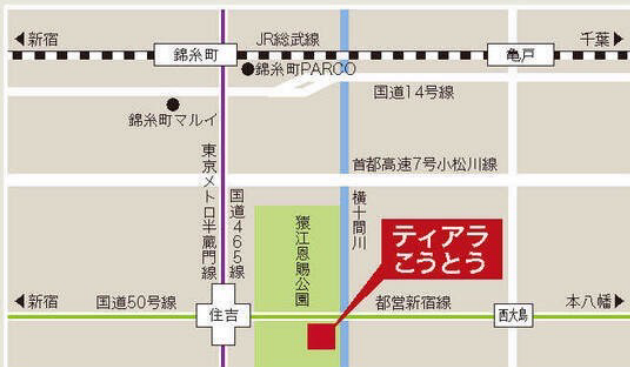 ◀新宿
JR総武線
千葉▶
錦糸町
亀戸
●錦糸町PARCO
国道14号線
錦糸町マルイ
首都高速7号小松川線
東京メトロ半蔵門線
国道465線
猿江恩賜公園
横十間川
ティアラ
こうとう
◀新宿
国道50号線
住吉
都営新宿線
西大島
本八幡▶